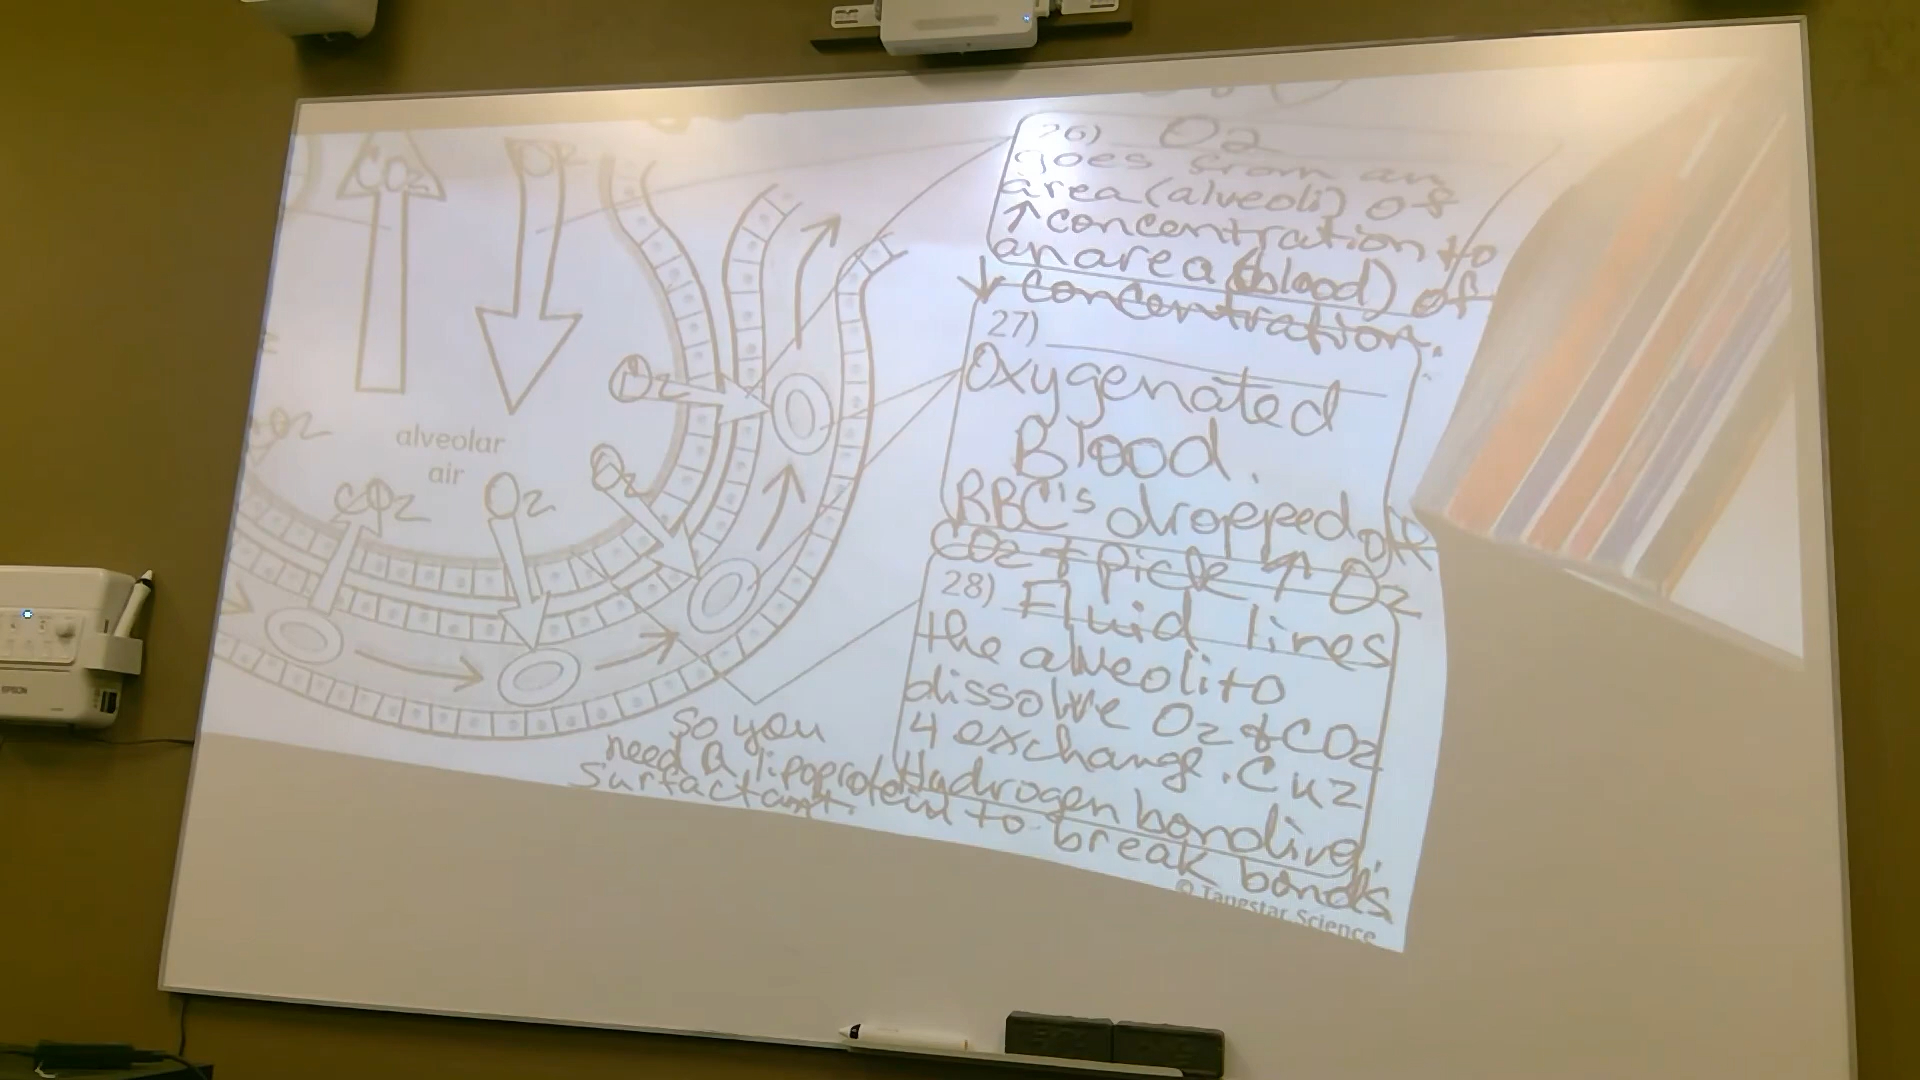 CO2
O2
O2
O2
alveolar
air
CO2
O2
O2
26) O2
goes from an
area (alveoli) of
↑ concentration to
an area (blood) of
↓ concentration.
27)
Oxygenated
Blood.
RBC's dropped off
CO2 + pick ↑ O2
28) Fluid lines
the alveoli to
dissolve O2 & CO2
4 exchange. Cuz
Hydrogen bonding,
so you
need a lipoprotein to break bonds
surfactant.
© Tangstar Science
EPSON